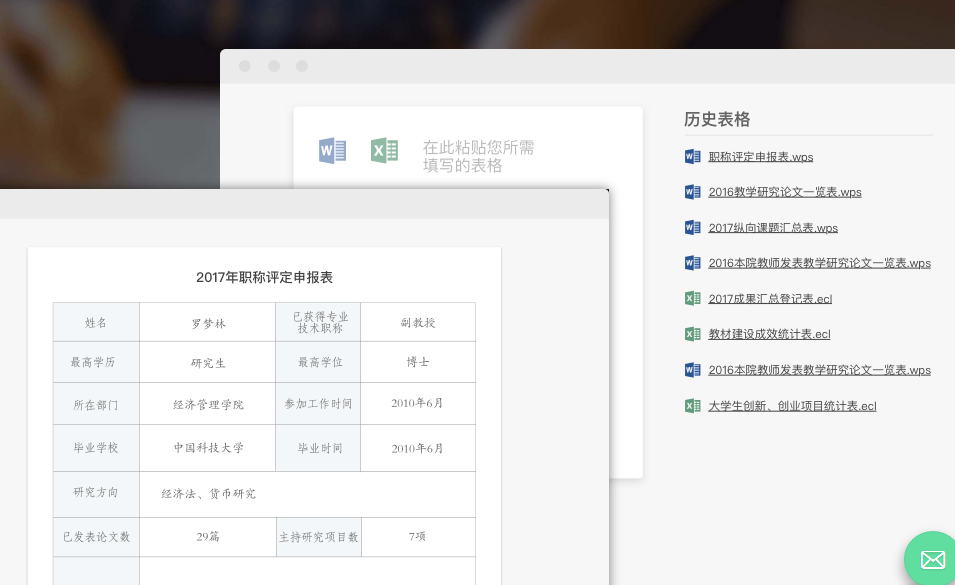 在此粘贴您所需
填写的表格
历史表格
职称评定申报表.wps
2016教学研究论文一览表.wps
2017纵向课题汇总表.wps
2016本院教师发表教学研究论文一览表.wps
2017成果汇总登记表.ecl
教材建设成效统计表.ecl
2016本院教师发表教学研究论文一览表.wps
大学生创新、创业项目统计表.ecl
2017年职称评定申报表
姓名 罗梦林 已获得专业技术职称 副教授
最高学历 研究生 最高学位 博士
所在部门 经济管理学院 参加工作时间 2010年6月
毕业学校 中国科技大学 毕业时间 2010年6月
研究方向 经济法、货币研究
已发表论文数 29篇 主持研究项目数 7项